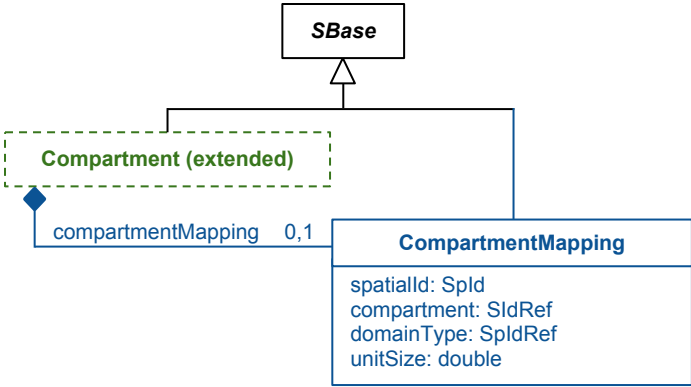 SBase
Compartment (extended)
compartmentMapping 0,1
CompartmentMapping
spatialId: SpId
compartment: SIdRef
domainType: SpIdRef
unitSize: double